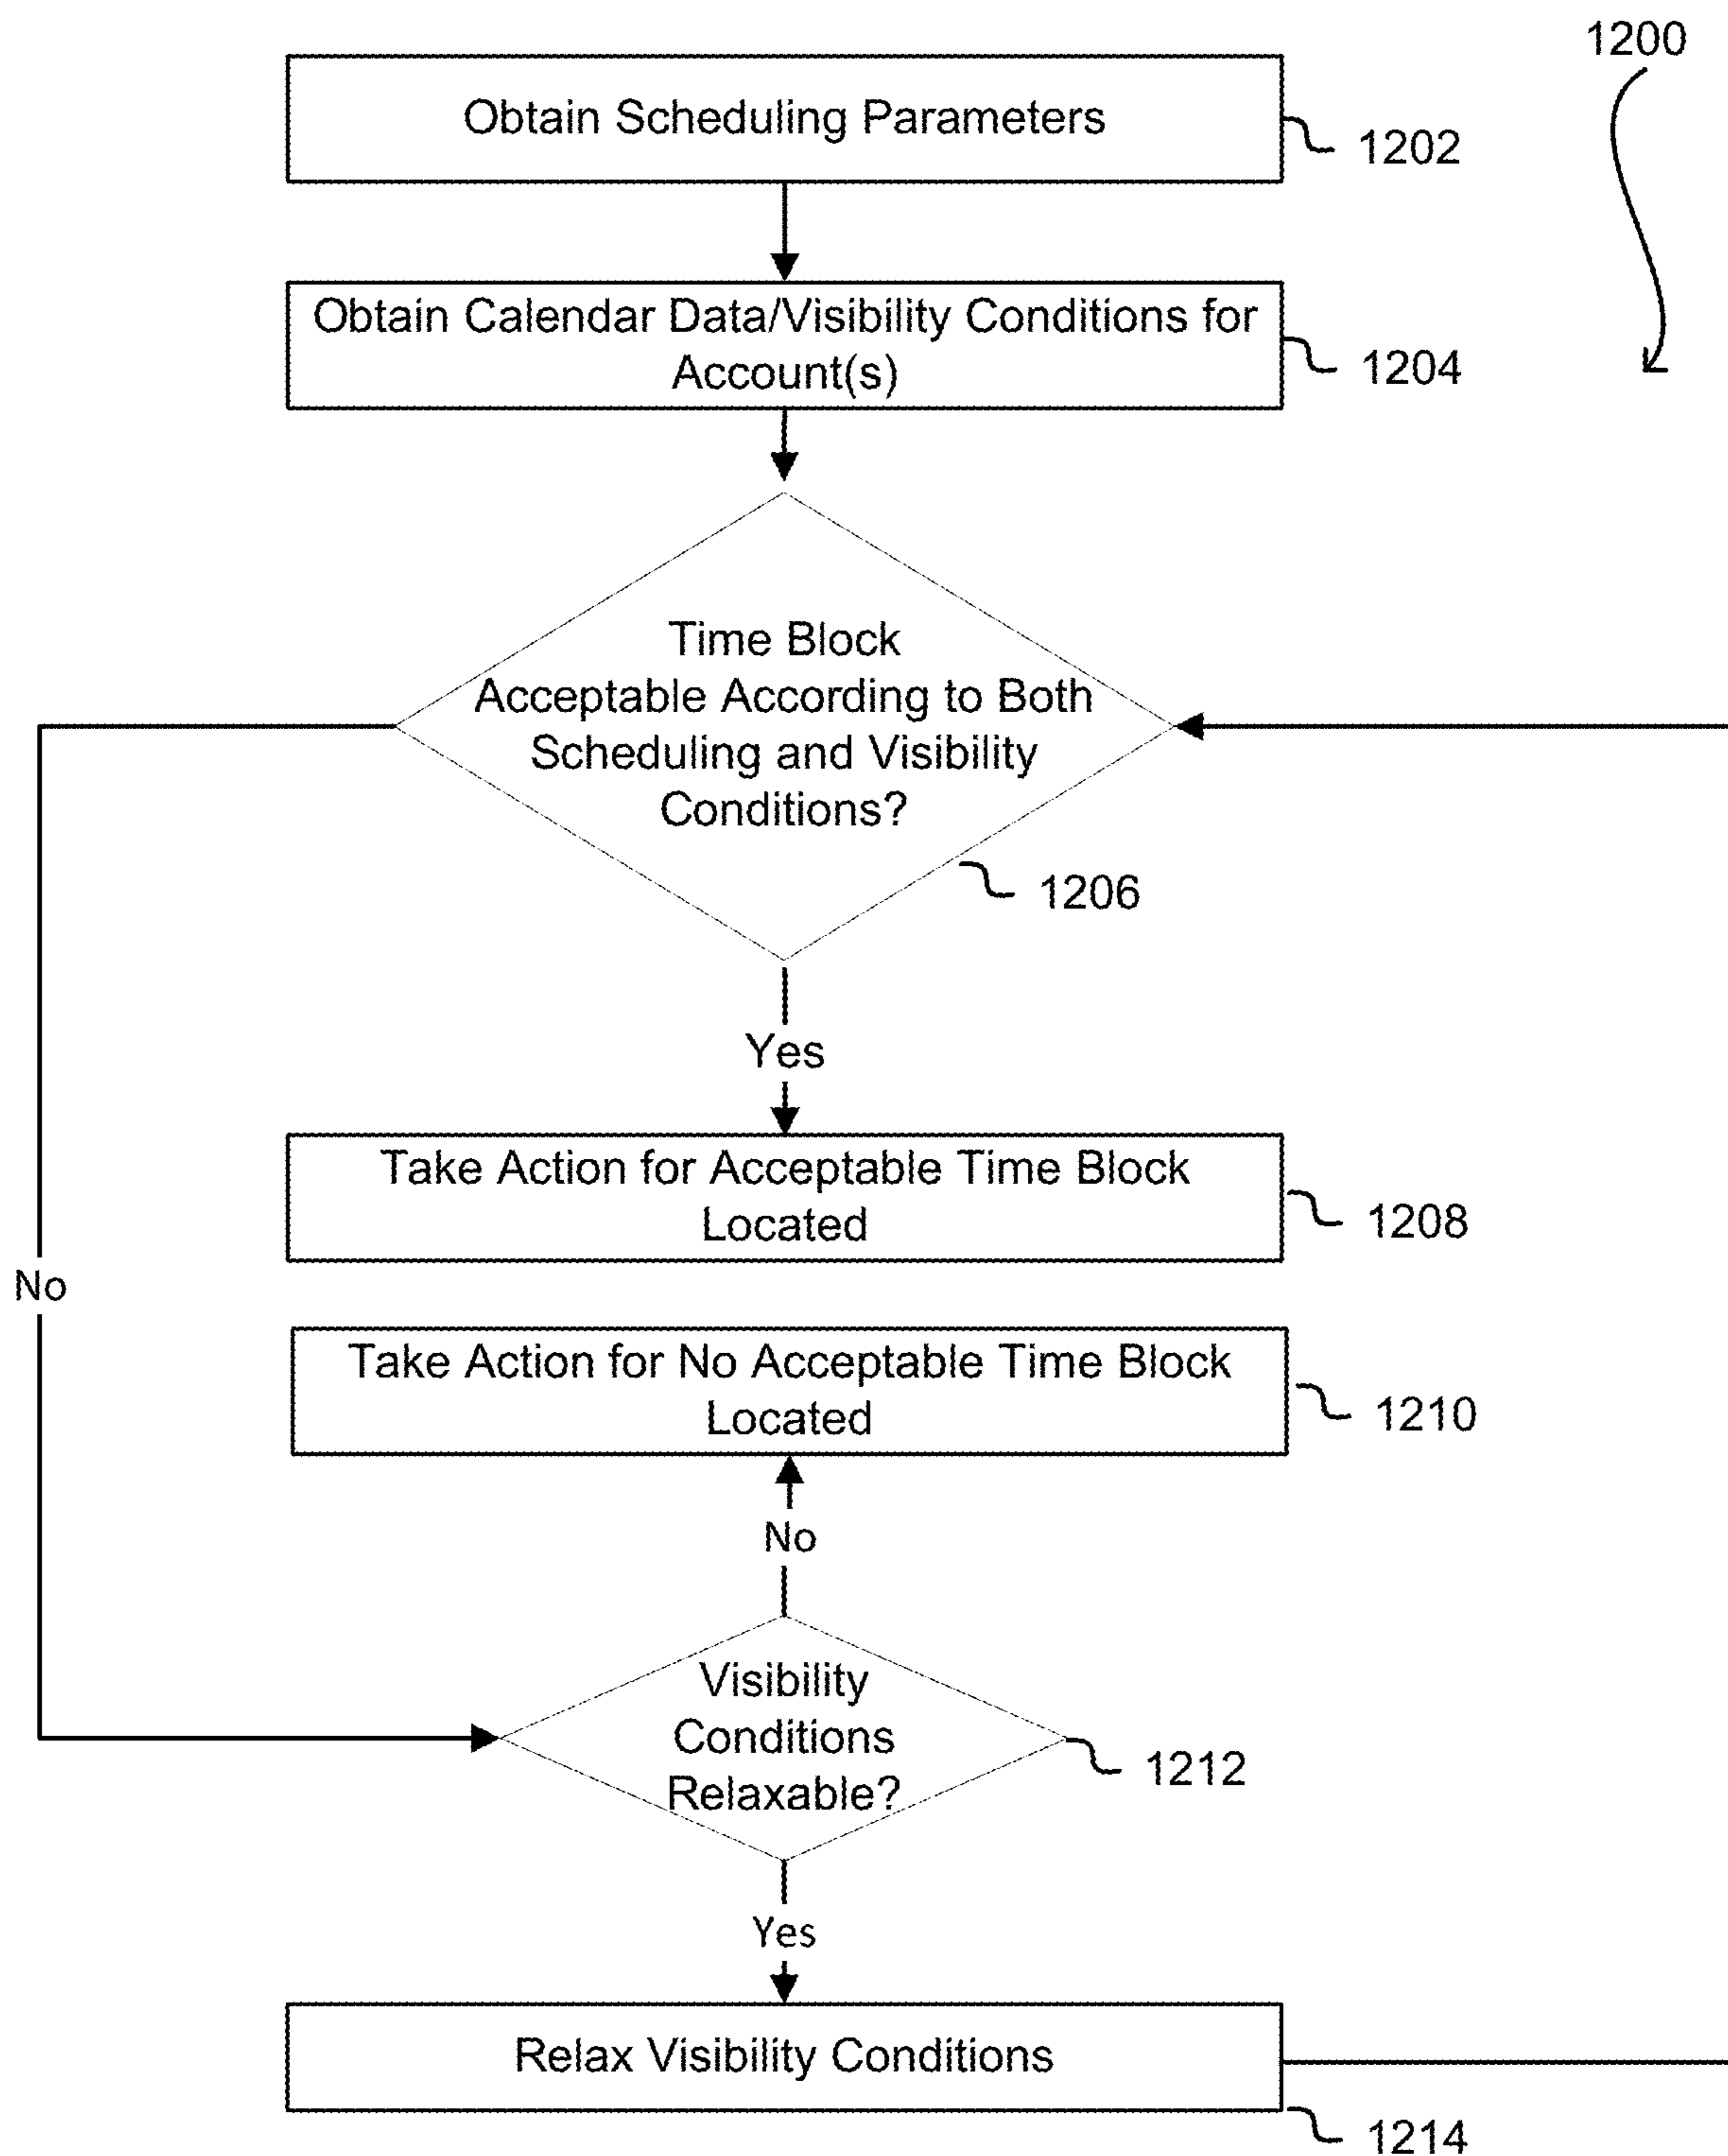 1200
Obtain Scheduling Parameters
1202
Obtain Calendar Data/Visibility Conditions for
Account(s)
1204
Time Block
Acceptable According to Both
Scheduling and Visibility
Conditions?
1206
Yes
Take Action for Acceptable Time Block
Located
1208
No
Take Action for No Acceptable Time Block
Located
1210
No
Visibility
Conditions
Relaxable?
1212
Yes
Relax Visibility Conditions
1214